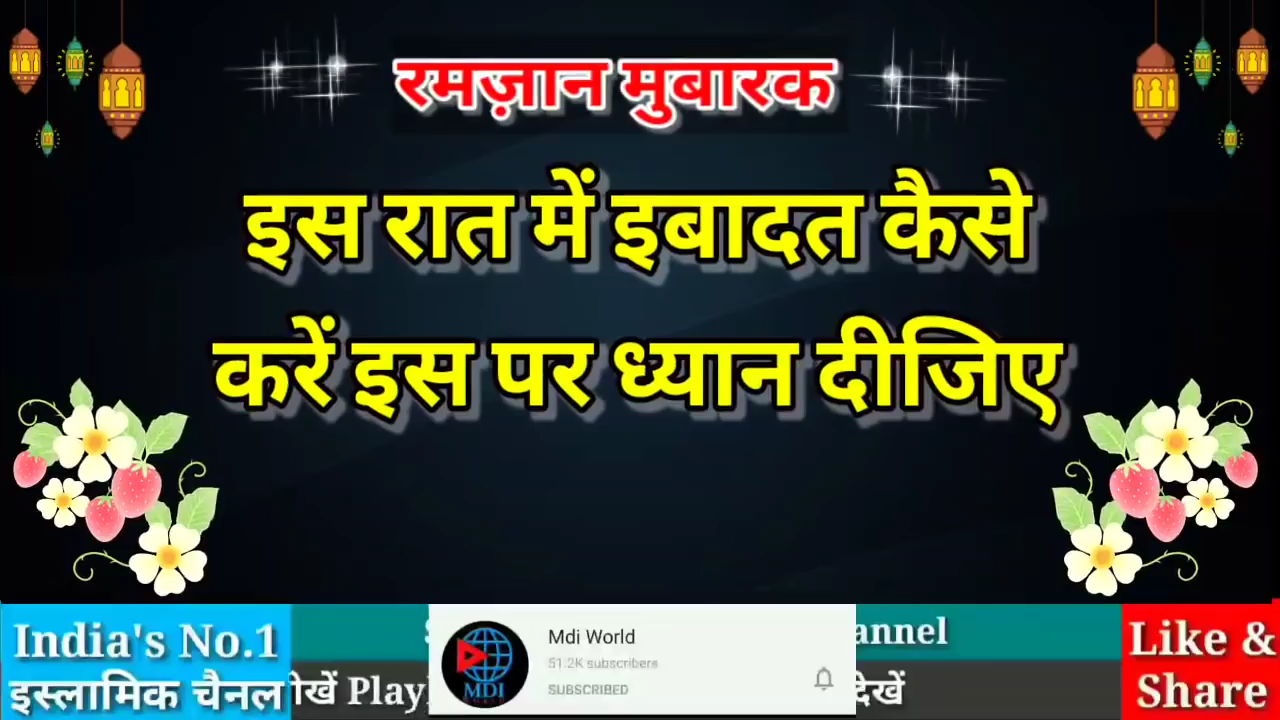 रमज़ान मुबारक
इस रात में इबादत कैसे
करें इस पर ध्यान दीजिए
India's No.1
इस्लामिक चैनल
Mdi World
51.2K subscribers
SUBSCRIBED
MDI
Like &
Share